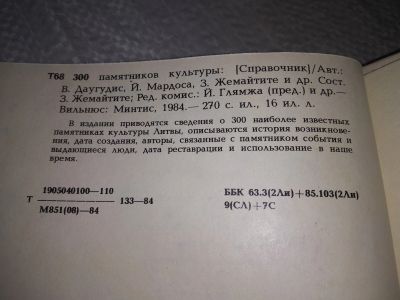 Т68 300 памятников культуры: [Справочник]/Авт.:
В. Даугудис, Й. Мардоса, З. Жемайтите и др. Сост.
З. Жемайтите; Ред. комис.: Й. Глямжа (пред.) и др.—
Вильнюс: Минтис, 1984.— 270 с. ил., 16 ил. л.
В издании приводятся сведения о 300 наиболее известных
памятниках культуры Литвы, описываются история возникнове-
ния, дата создания, авторы, связанные с памятником события и
выдающиеся люди, дата реставрации и использование в наше
время.
1905040100—110
Т ———— 133—84
М851(08)—84
ББК 63.3(2Ли)+85.103(2Ли)
9(СЛ)+7С